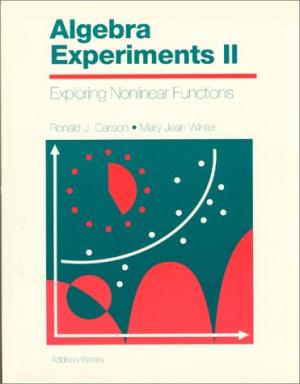 Algebra
Experiments II
Exploring Nonlinear Functions
Ronald J. Carlson • Mary Jean Winter
Addison-Wesley